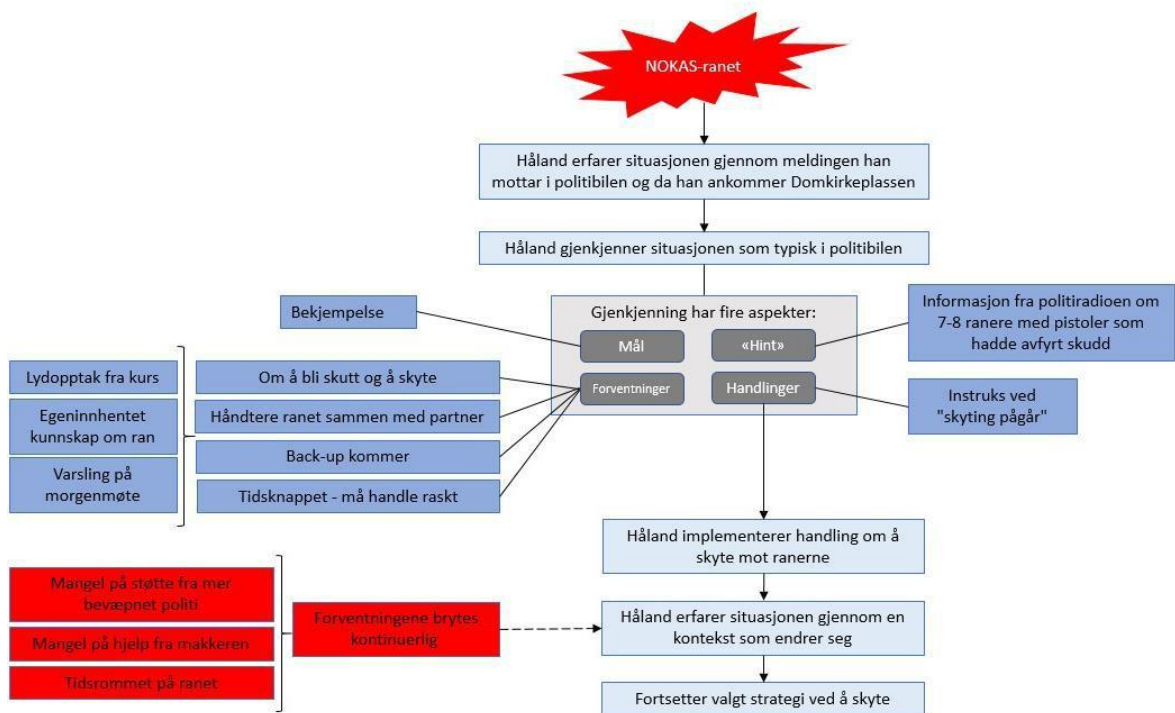 NOKAS-ranet
Håland erfarer situasjonen gjennom meldingen han
mottar i politibilen og da han ankommer Domkirkeplassen
Håland gjenkjenner situasjonen som typisk i politibilen
Gjenkjenning har fire aspekter:
Mål
«Hint»
Forventninger
Handlinger
Bekjempelse
Informasjon fra politiradioen om
7-8 ranere med pistoler som
hadde avfyrt skudd
Instruks ved
"skyting pågår"
Lydopptak fra kurs
Egeninnhentet
kunnskap om ran
Varsling på
morgenmøte
Om å bli skutt og å skyte
Håndtere ranet sammen med partner
Back-up kommer
Tidsknappet - må handle raskt
Håland implementerer handling om å
skyte mot ranerne
Mangel på støtte fra mer
bevæpnet politi
Mangel på hjelp fra makkeren
Tidsrommet på ranet
Forventningene brytes
kontinuerlig
Håland erfarer situasjonen gjennom en
kontekst som endrer seg
Fortsetter valgt strategi ved å skyte